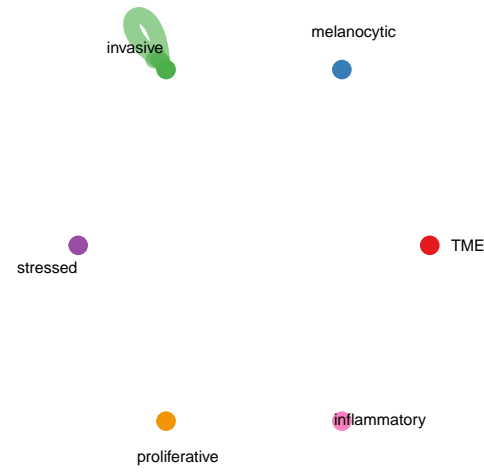 melanocytic
invasive
TME
stressed
inflammatory
proliferative